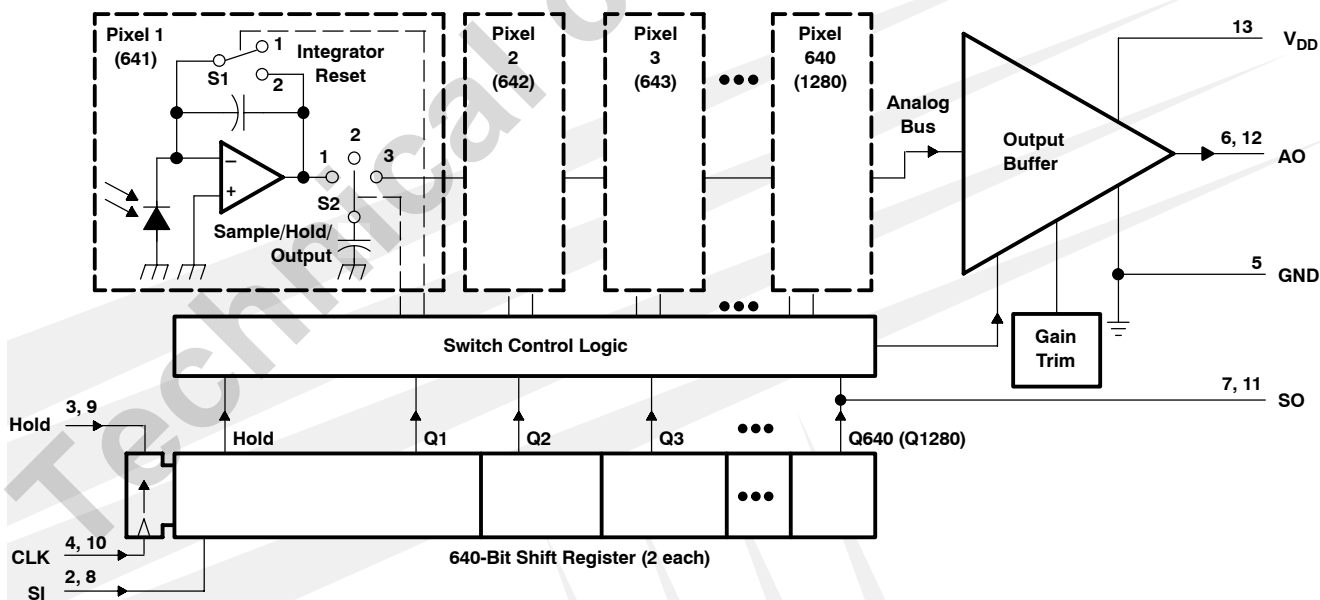 Pixel 1
(641)
1
Integrator
Reset
S1
2
Pixel
2
(642)
Pixel
3
(643)
Pixel
640
(1280)
Analog
Bus
Output
Buffer
13
VDD
6, 12
AO
5
GND
−
+
1
2
3
S2
Sample/Hold/
Output
Switch Control Logic
Gain
Trim
7, 11
SO
Hold
3, 9
Hold
Q1
Q2
Q3
Q640 (Q1280)
CLK
4, 10
SI
2, 8
640-Bit Shift Register (2 each)
Technical